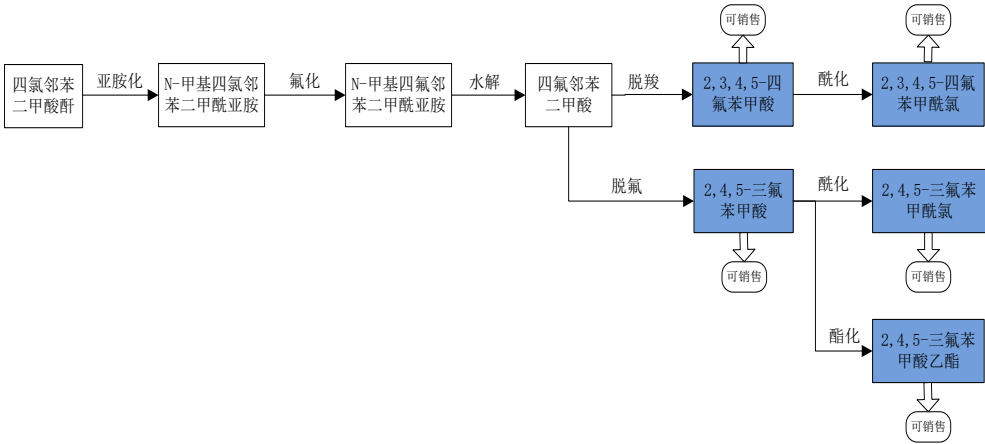 可销售
可销售
四氯邻苯
二甲酸酐
亚胺化
N-甲基四氯邻
苯二甲酰亚胺
氟化
N-甲基四氟邻
苯二甲酰亚胺
水解
四氟邻苯
二甲酸
脱羧
2,3,4,5-四
氟苯甲酸
酰化
2,3,4,5-四氟
苯甲酰氯
脱氟
2,4,5-三氟
苯甲酸
酰化
2,4,5-三氟苯
甲酰氯
可销售
可销售
酯化
2,4,5-三氟苯
甲酸乙酯
可销售